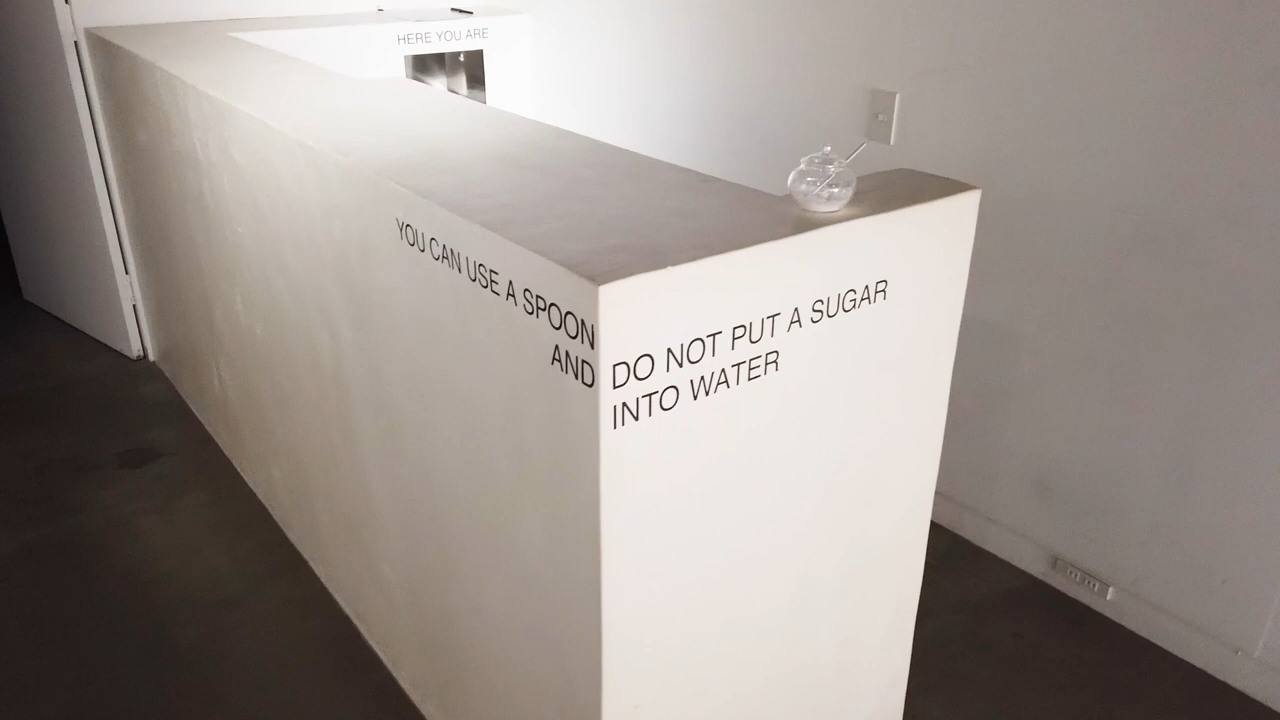 HERE YOU ARE
YOU CAN USE A SPOON
AND
DO NOT PUT A SUGAR
INTO WATER